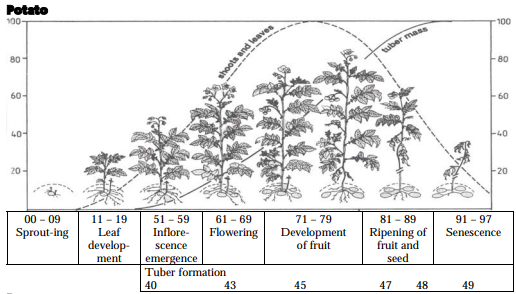 Potato
100
80
60
40
20
100
80
60
40
20
shoots and leaves
tuber mass
00 – 09
Sprout-ing
11 – 19
Leaf
develop-
ment
51 – 59
Inflore-
scence
emergence
61 – 69
Flowering
71 – 79
Development
of fruit
81 – 89
Ripening of
fruit and
seed
91 – 97
Senescence
Tuber formation
40 43 45 47 48 49